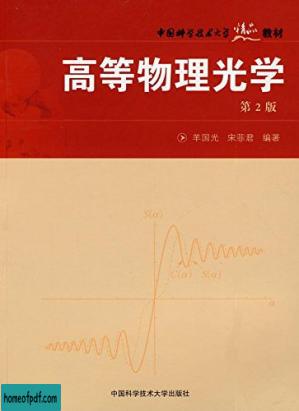 中国科学技术大学 精品 教材
高等物理光学
第2版
羊国光 宋菲君 编著
S(α)
C(α) S(α)
α
中国科学技术大学出版社
homeofpdf.com